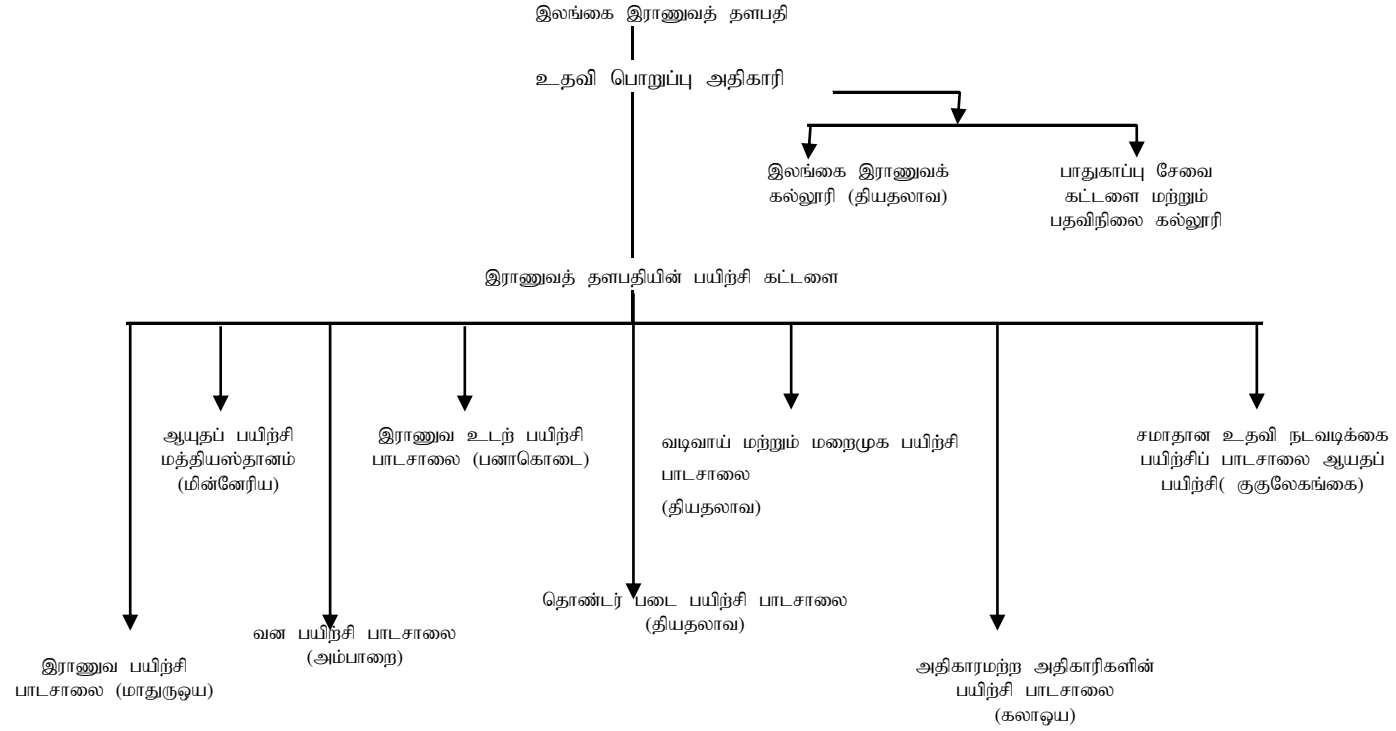 இலங்கை இராணுவத் தளபதி
உதவி பொறுப்பு அதிகாரி
இலங்கை இராணுவக்
கல்லூரி (தியதலாவ)
பாதுகாப்பு சேவை
கட்டளை மற்றும்
பதவிநிலை கல்லூரி
இராணுவத் தளபதியின் பயிற்சி கட்டளை
ஆயுதப் பயிற்சி
மத்தியஸ்தானம்
(மின்னேரிய)
இராணுவ உடற் பயிற்சி
பாடசாலை (பனாகொடை)
வடிவாய் மற்றும் மறைமுக பயிற்சி
பாடசாலை
(தியதலாவ)
சமாதான உதவி நடவடிக்கை
பயிற்சிப் பாடசாலை ஆயதப்
பயிற்சி( குகுலேகங்கை)
இராணுவ பயிற்சி
பாடசாலை (மாதுருஒய)
வன பயிற்சி பாடசாலை
(அம்பாறை)
தொண்டர் படை பயிற்சி பாடசாலை
(தியதலாவ)
அதிகாரமற்ற அதிகாரிகளின்
பயிற்சி பாடசாலை
(கலாஒய)